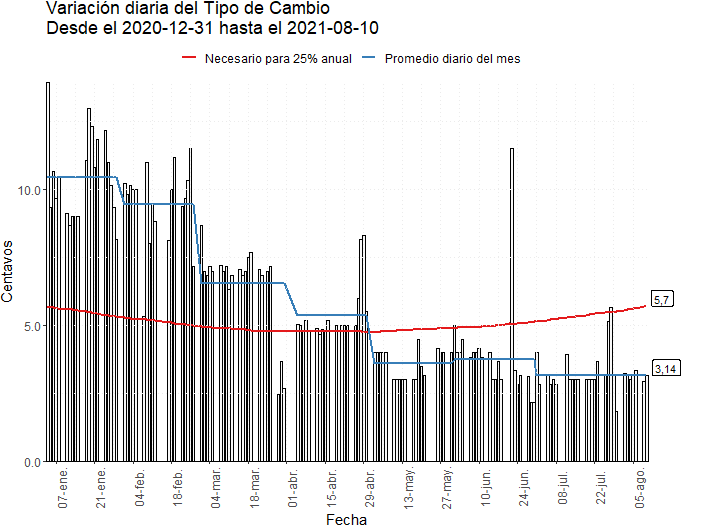 Variación diaria del Tipo de Cambio
Desde el 2020-12-31 hasta el 2021-08-10
Necesario para 25% anual
Promedio diario del mes
Centavos
10.0
5.0
0.0
5,7
3,14
07-ene.
21-ene.
04-feb.
18-feb.
04-mar.
18-mar.
01-abr.
15-abr.
29-abr.
13-may.
27-may.
10-jun.
24-jun.
08-jul.
22-jul.
05-ago.
Fecha